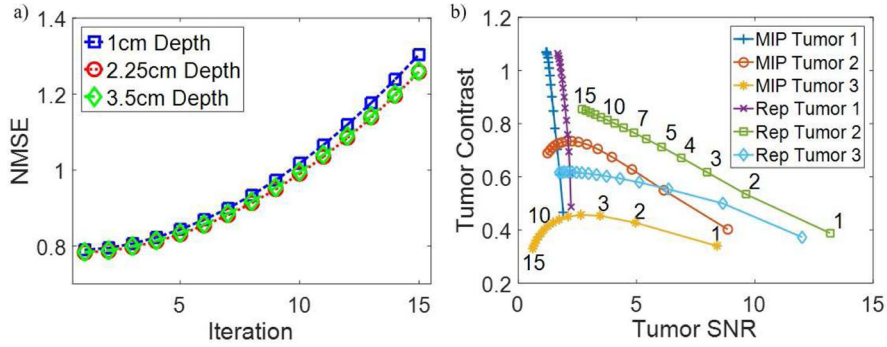 a)
1cm Depth
2.25cm Depth
3.5cm Depth
NMSE
1.4
1.2
1
0.8
5
10
15
Iteration
b)
MIP Tumor 1
MIP Tumor 2
MIP Tumor 3
Rep Tumor 1
Rep Tumor 2
Rep Tumor 3
Tumor Contrast
1.2
1
0.8
0.6
0.4
0.2
15
10
7
5
4
3
2
1
10
3
2
1
15
0
5
10
15
Tumor SNR